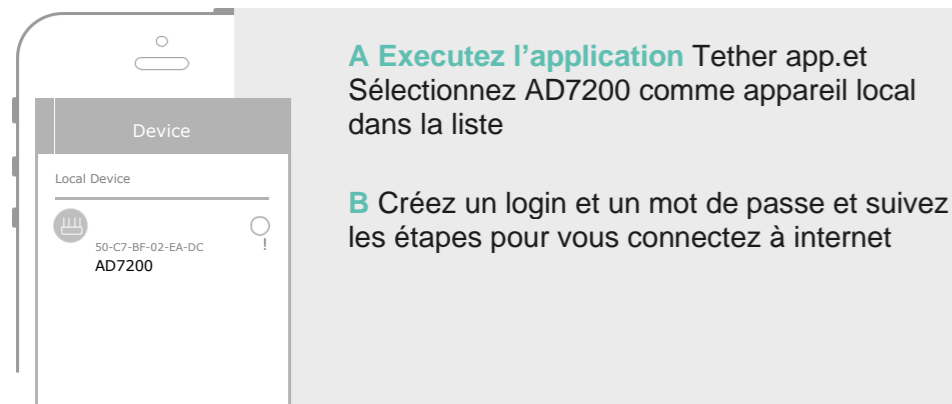 Device
Local Device
50-C7-BF-02-EA-DC
!
AD7200
A Executez l’application Tether app.et
Sélectionnez AD7200 comme appareil local
dans la liste
B Créez un login et un mot de passe et suivez
les étapes pour vous connectez à internet